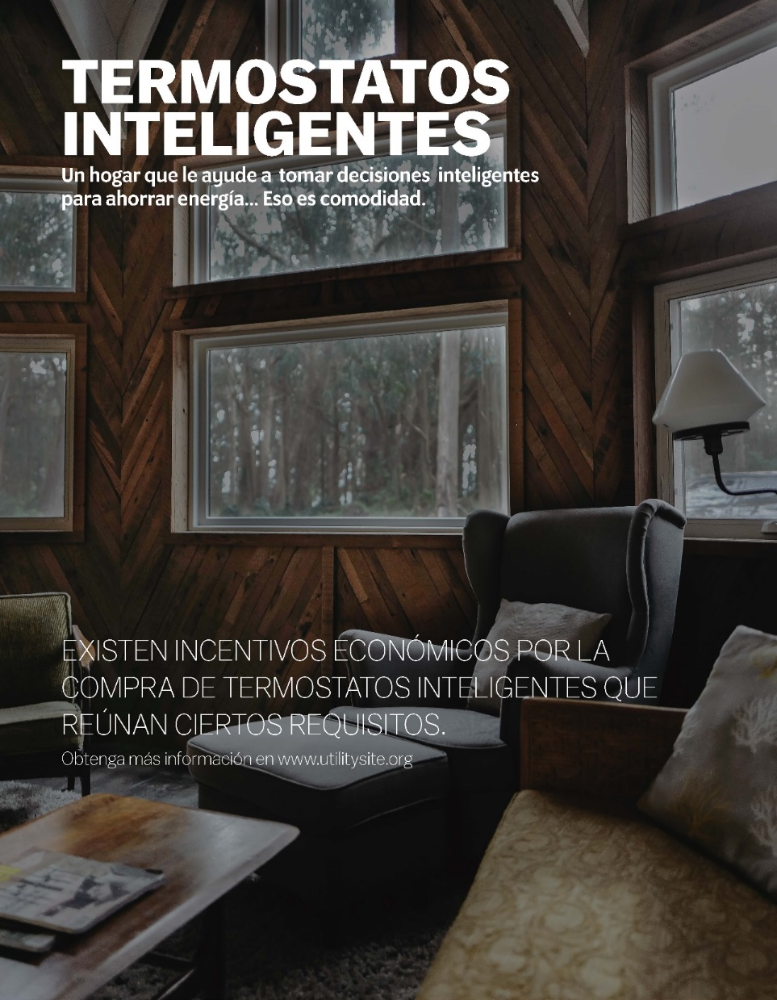 TERMOSTATOS
INTELIGENTES
Un hogar que le ayude a tomar decisiones inteligentes
para ahorrar energía... Eso es comodidad.
EXISTEN INCENTIVOS ECONÓMICOS POR LA
COMPRA DE TERMOSTATOS INTELIGENTES QUE
REÚNAN CIERTOS REQUISITOS.
Obtenga más información en www.utilitysite.org